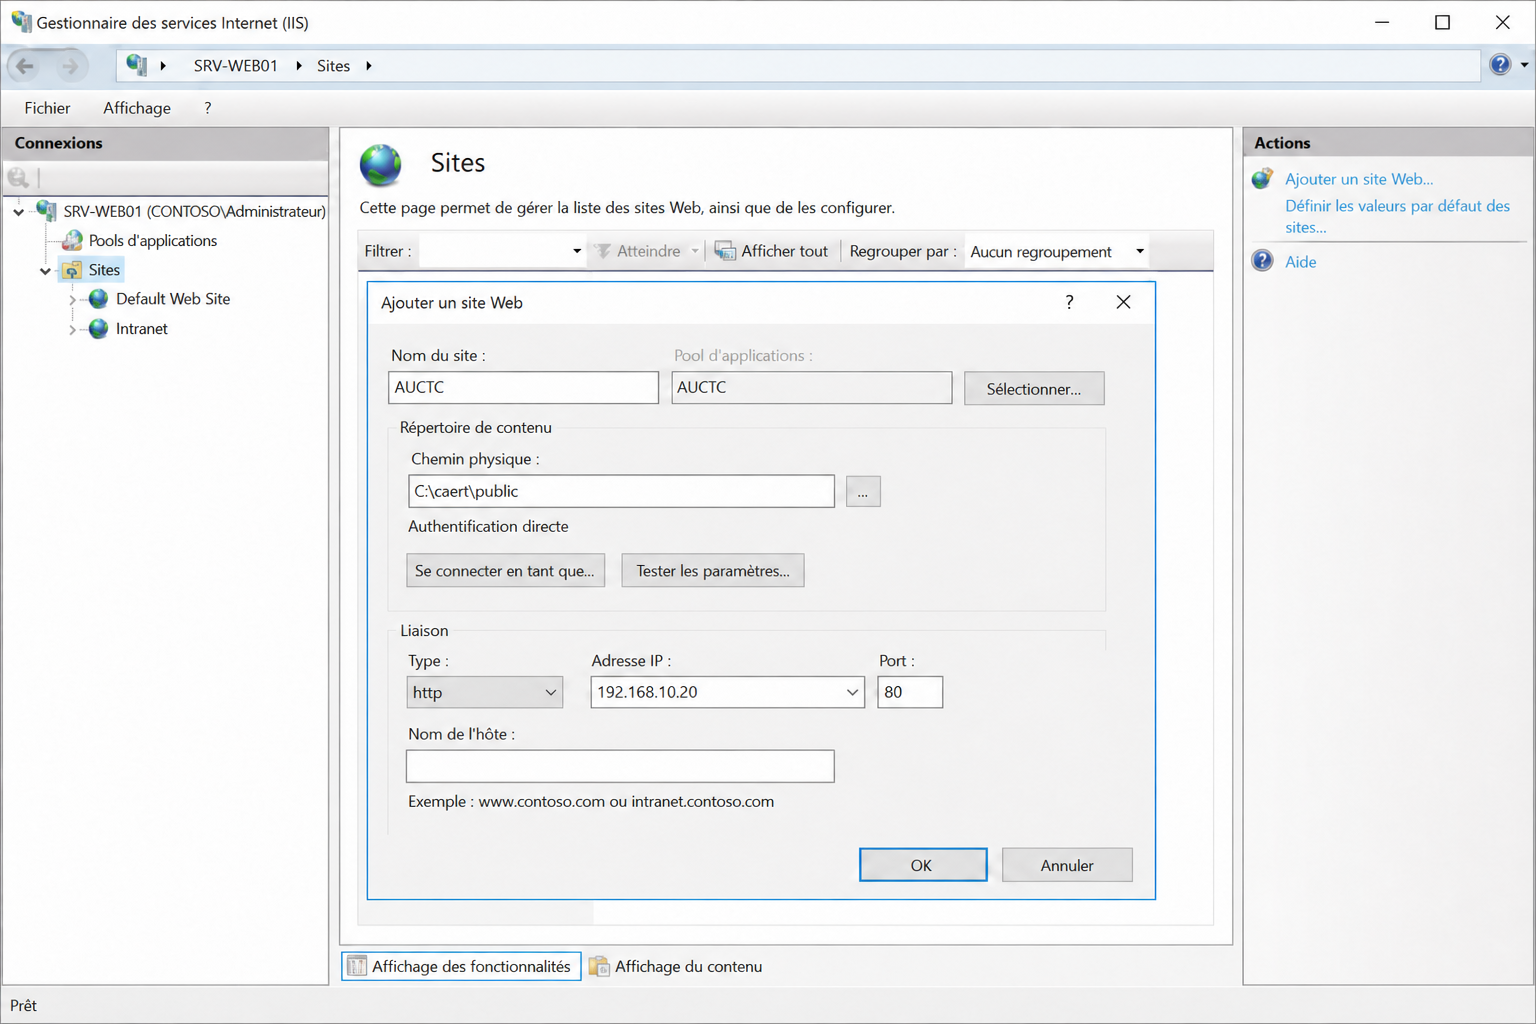 Gestionnaire des services Internet (IIS)
SRV-WEB01 Sites
Fichier Affichage ?
Connexions
SRV-WEB01 (CONTOSO\Administrateur)
Pools d'applications
Sites
Default Web Site
Intranet
Sites
Cette page permet de gérer la liste des sites Web, ainsi que de les configurer.
Filtrer : Atteindre Afficher tout Regrouper par : Aucun regroupement
Ajouter un site Web ?
Nom du site : Pool d'applications :
AUCTC AUCTC Sélectionner...
Répertoire de contenu
Chemin physique :
C:\caert\public ...
Authentification directe
Se connecter en tant que... Tester les paramètres...
Liaison
Type : Adresse IP : Port :
http 192.168.10.20 80
Nom de l'hôte :
Exemple : www.contoso.com ou intranet.contoso.com
OK Annuler
Affichage des fonctionnalités Affichage du contenu
Actions
Ajouter un site Web...
Définir les valeurs par défaut des
sites...
? Aide
Prêt